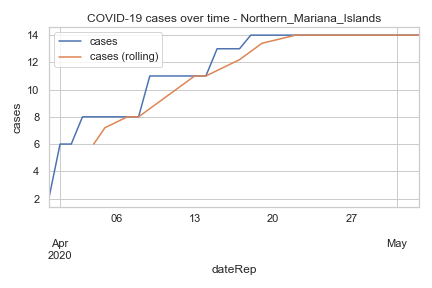 COVID-19 cases over time - Northern_Mariana_Islands
cases
cases (rolling)
14
12
10
8
6
4
2
cases
06
13
20
27
Apr
2020
May
dateRep